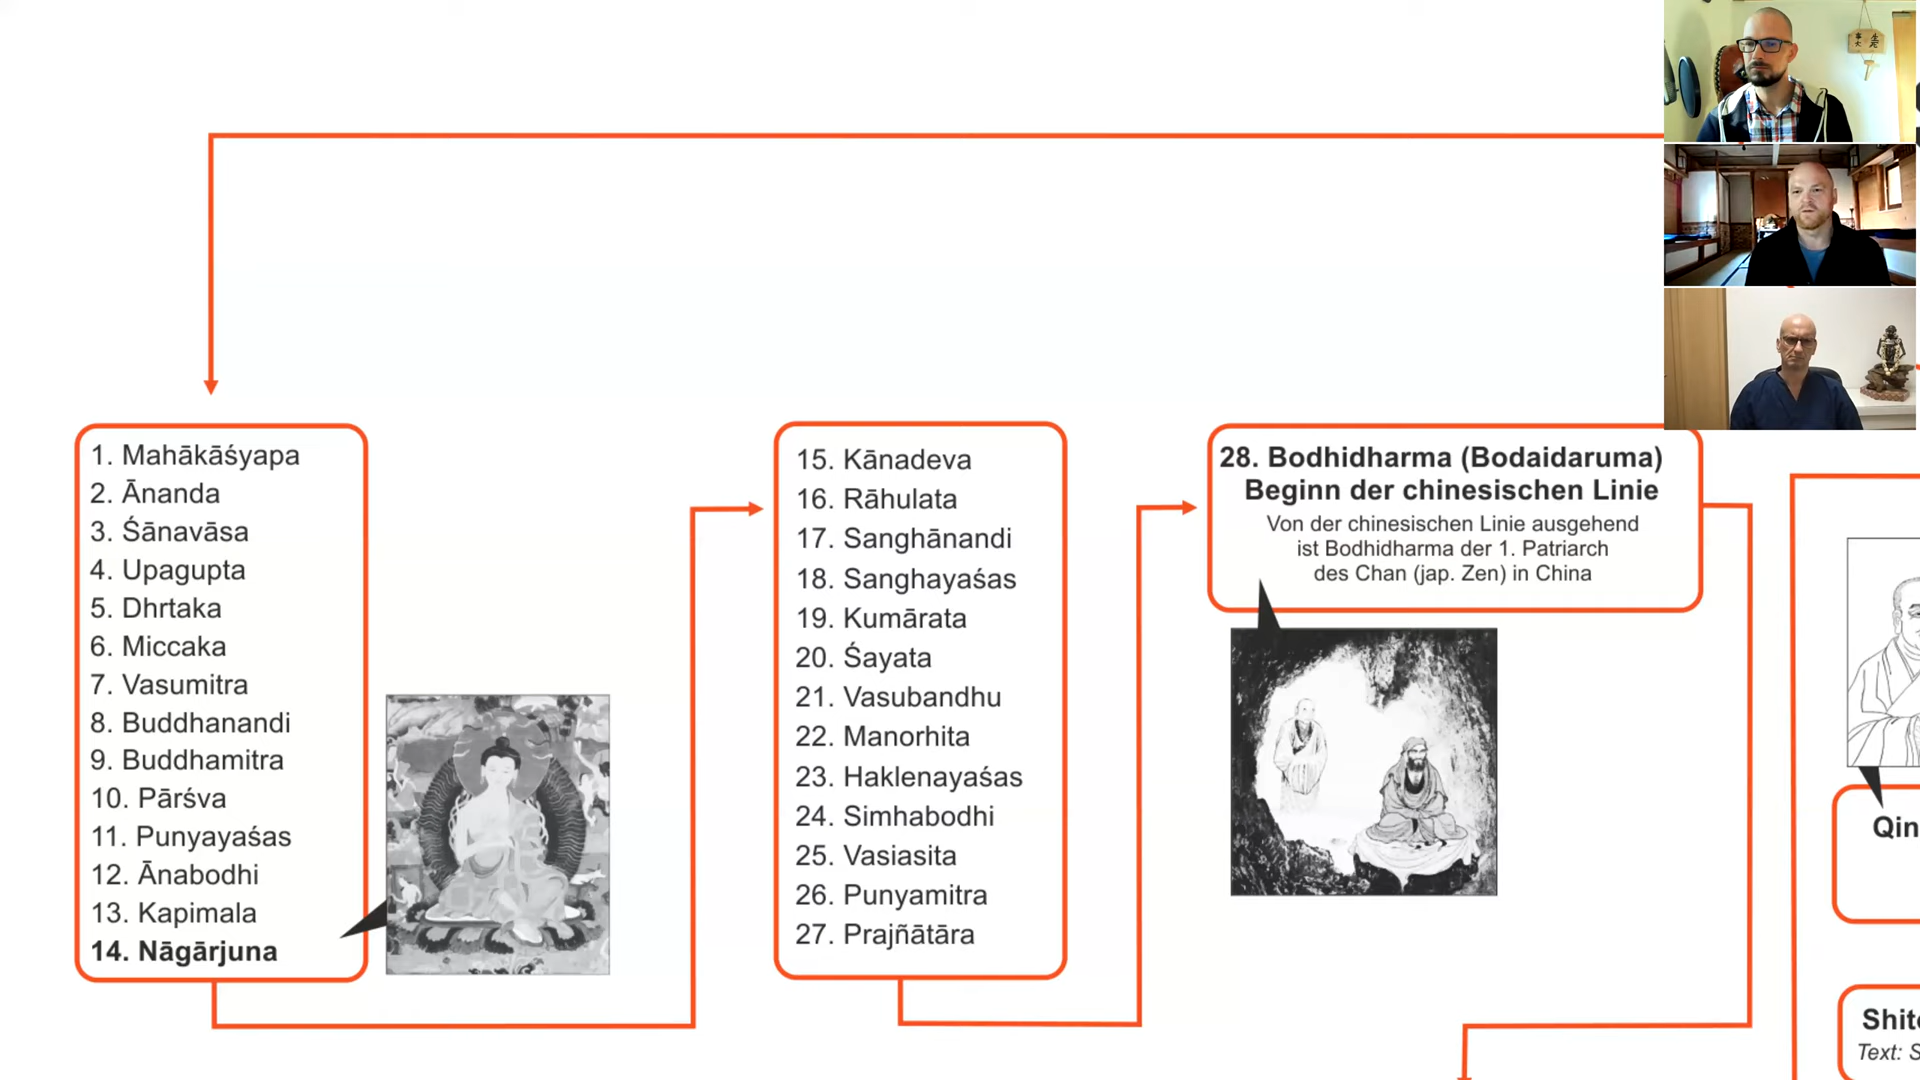 1. Mahākāśyapa
2. Ānanda
3. Śānavāsa
4. Upagupta
5. Dhrtaka
6. Miccaka
7. Vasumitra
8. Buddhanandi
9. Buddhamitra
10. Pārśva
11. Punyayaśas
12. Ānabodhi
13. Kapimala
14. Nāgārjuna
15. Kānadeva
16. Rāhulata
17. Sanghānandi
18. Sanghayaśas
19. Kumārata
20. Śayata
21. Vasubandhu
22. Manorhita
23. Haklenayaśas
24. Simhabodhi
25. Vasiasita
26. Punyamitra
27. Prajñātāra
28. Bodhidharma (Bodaidaruma)
Beginn der chinesischen Linie
Von der chinesischen Linie ausgehend
ist Bodhidharma der 1. Patriarch
des Chan (jap. Zen) in China
Qin
Shit
Text: S